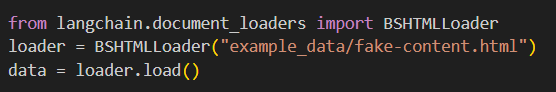 from langchain.document_loaders import BSHTMLLoader
loader = BSHTMLLoader("example_data/fake-content.html")
data = loader.load()